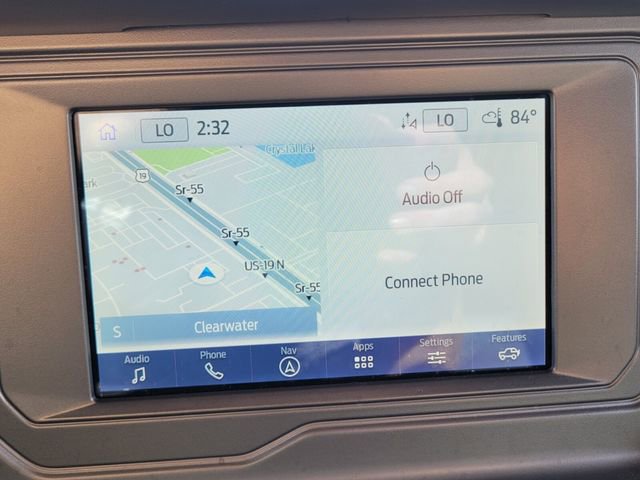 LO 2:32 LO 84°
Crystal Lak
ark
19
Sr-55
Sr-55
US-19 N
Sr-55
S Clearwater
Audio Off
Connect Phone
Audio Phone Nav Apps Settings Features